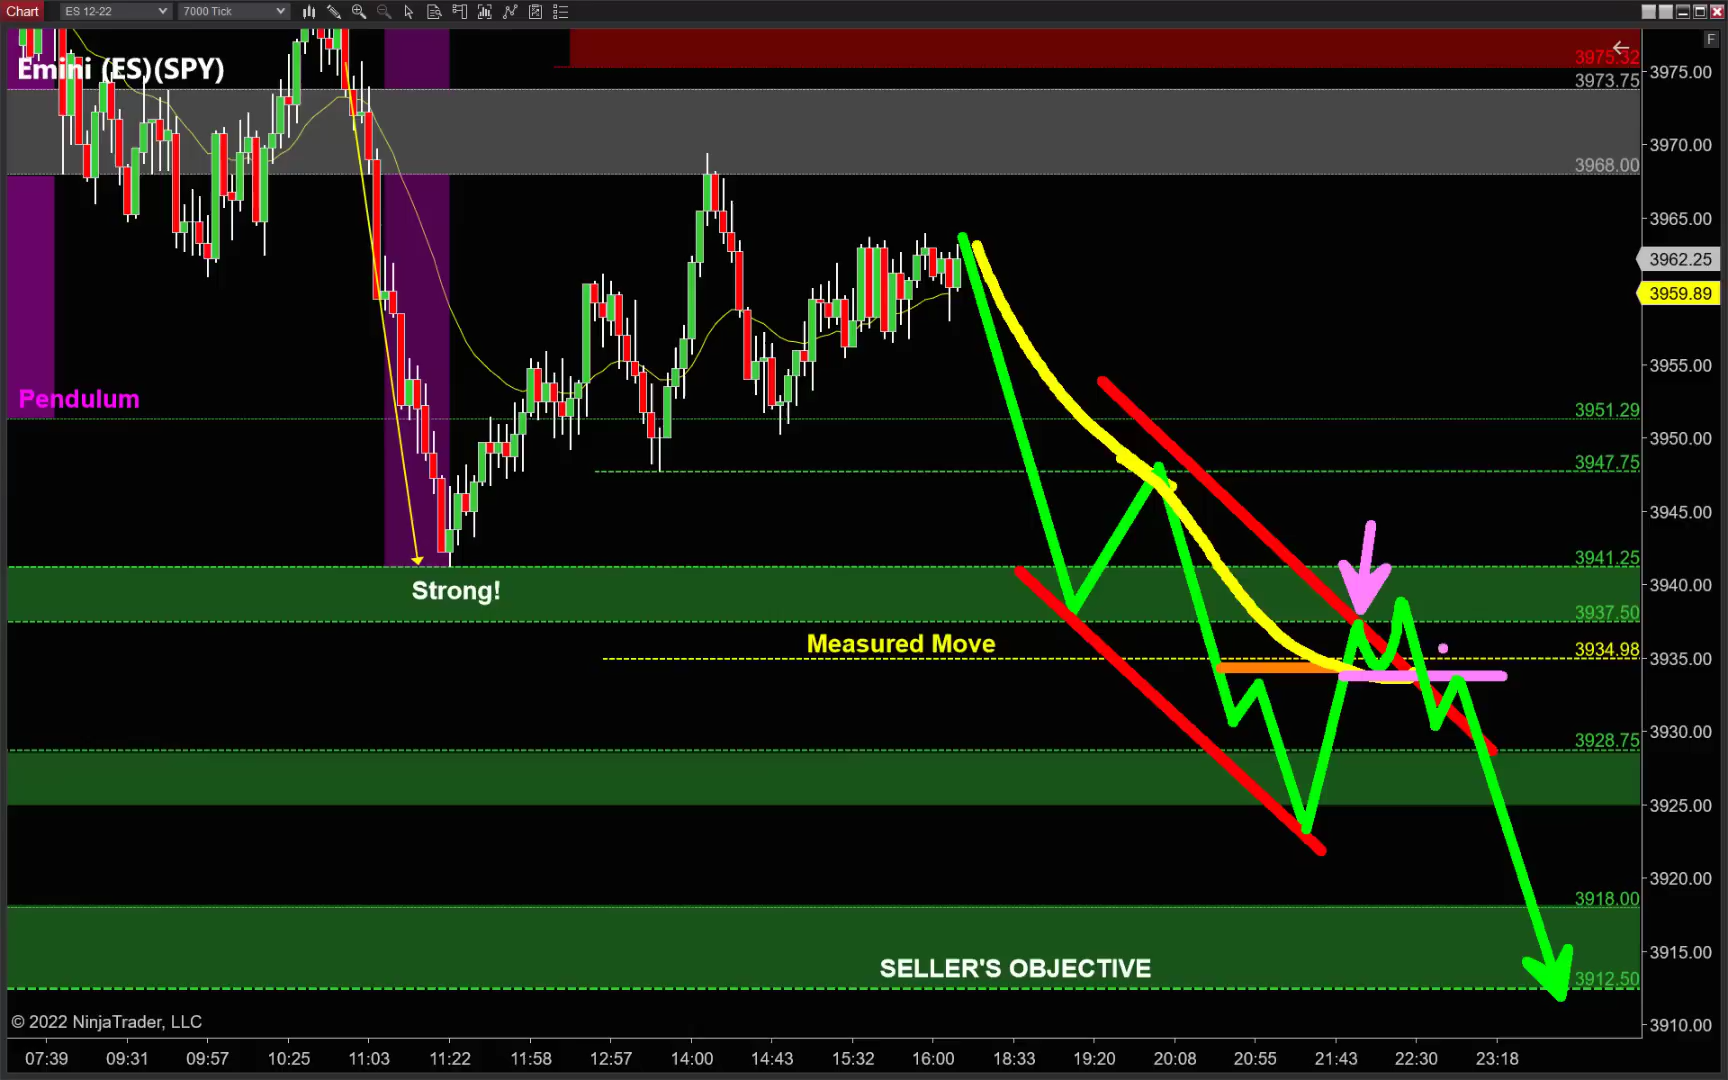 Chart ES 12-22 7000 Tick
F
Emini (ES)(SPY)
3975.32
3975.00
3973.75
3970.00
3968.00
3965.00
3962.25
3959.89
3955.00
Pendulum
3951.29
3950.00
3947.75
3945.00
3941.25
Strong!
3940.00
3937.50
Measured Move
3934.98
3935.00
3930.00
3928.75
3925.00
3920.00
3918.00
3915.00
SELLER'S OBJECTIVE
3912.50
© 2022 NinjaTrader, LLC
3910.00
07:39 09:31 09:57 10:25 11:03 11:22 11:58 12:57 14:00 14:43 15:32 16:00 18:33 19:20 20:08 20:55 21:43 22:30 23:18